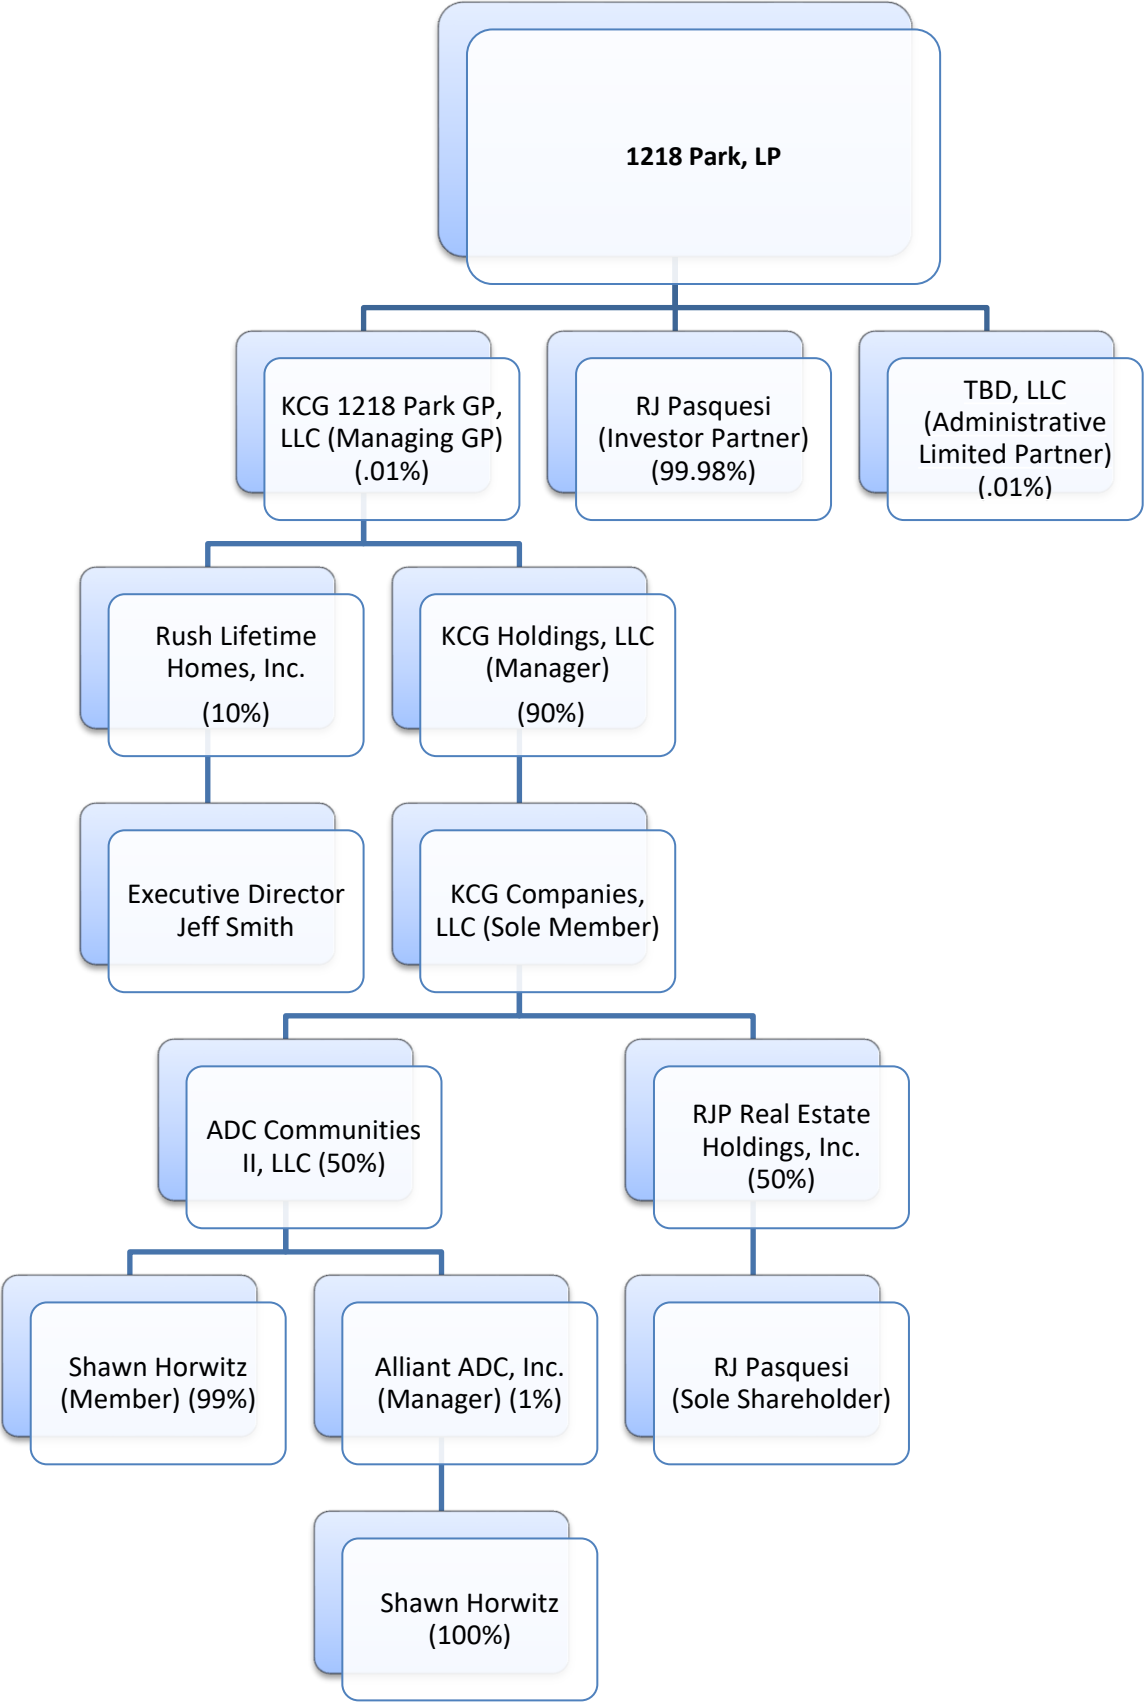 1218 Park, LP
KCG 1218 Park GP,
LLC (Managing GP)
(.01%)
RJ Pasquesi
(Investor Partner)
(99.98%)
TBD, LLC
(Administrative
Limited Partner)
(.01%)
Rush Lifetime
Homes, Inc.
(10%)
KCG Holdings, LLC
(Manager)
(90%)
Executive Director
Jeff Smith
KCG Companies,
LLC (Sole Member)
ADC Communities
II, LLC (50%)
RJP Real Estate
Holdings, Inc.
(50%)
Shawn Horwitz
(Member) (99%)
Alliant ADC, Inc.
(Manager) (1%)
RJ Pasquesi
(Sole Shareholder)
Shawn Horwitz
(100%)